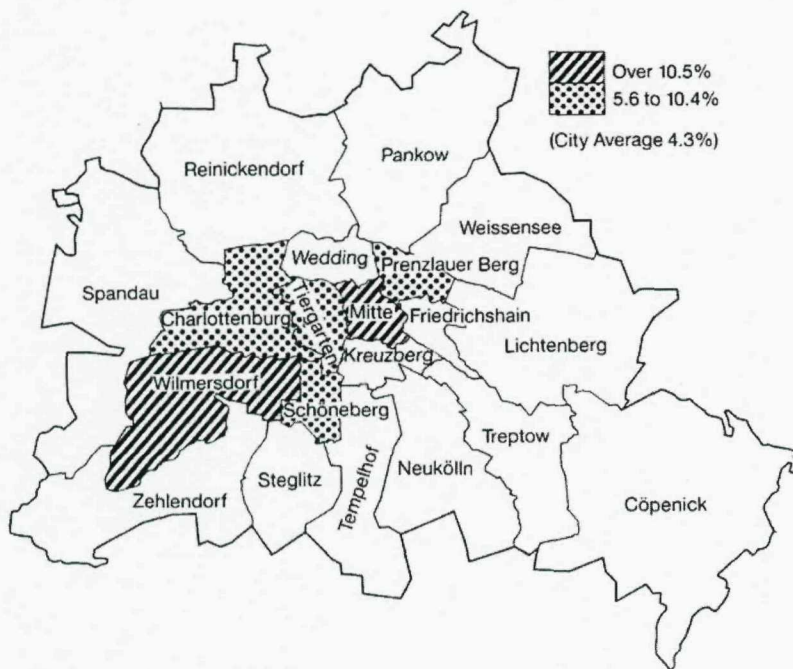 Over 10.5%
5.6 to 10.4%
(City Average 4.3%)
Reinickendorf
Pankow
Weissensee
Wedding
Prenzlauer Berg
Spandau
Charlottenburg
Tiergarten
Mitte
Friedrichshain
Lichtenberg
Kreuzberg
Wilmersdorf
Schöneberg
Treptow
Zehlendorf
Steglitz
Tempelhof
Neukölln
Cöpenick